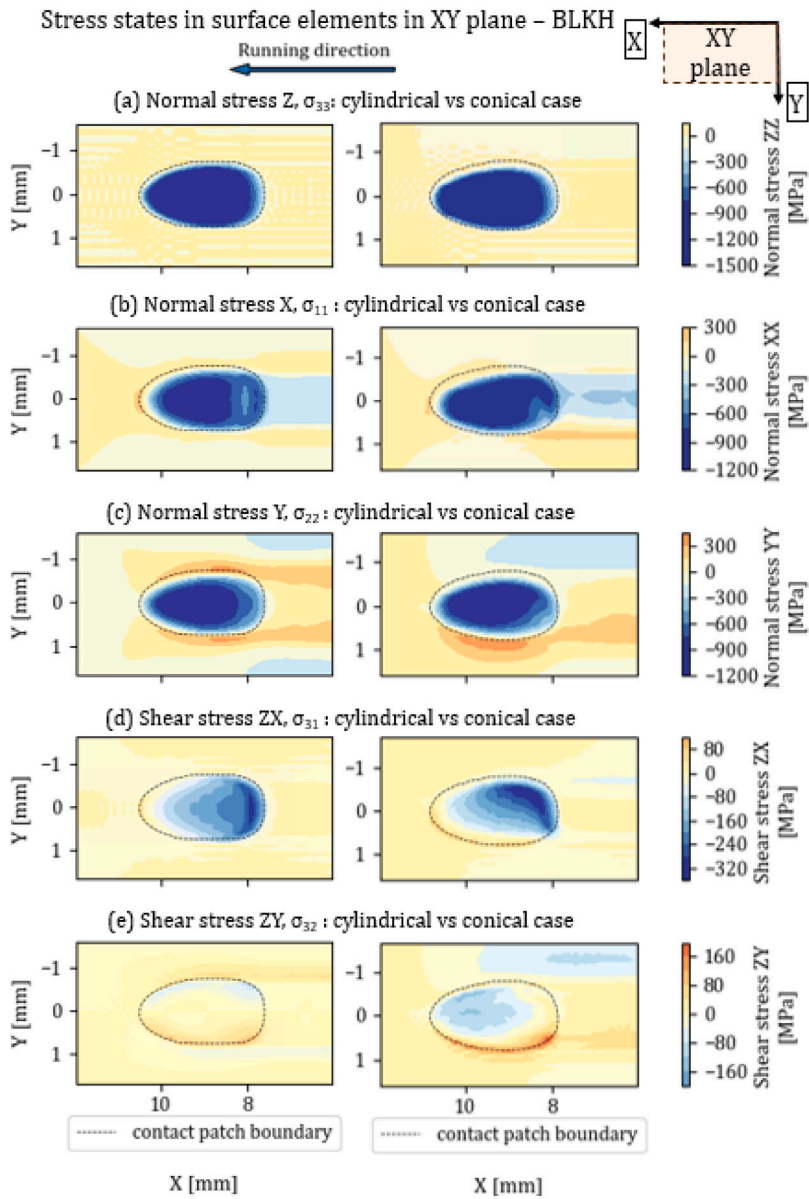 Stress states in surface elements in XY plane – BLKH
Running direction
X
XY
plane
Y
(a) Normal stress Z, σ33: cylindrical vs conical case
Y [mm]
−1
0
1
0
−300
−600
−900
−1200
−1500
Normal stress ZZ
[MPa]
(b) Normal stress X, σ11 : cylindrical vs conical case
Y [mm]
−1
0
1
−1
0
1
300
0
−300
−600
−900
−1200
Normal stress XX
[MPa]
(c) Normal stress Y, σ22 : cylindrical vs conical case
Y [mm]
−1
0
1
−1
0
1
300
0
−300
−600
−900
−1200
Normal stress YY
[MPa]
(d) Shear stress ZX, σ31 : cylindrical vs conical case
Y [mm]
−1
0
1
−1
0
1
80
0
−80
−160
−240
−320
Shear stress ZX
[MPa]
(e) Shear stress ZY, σ32 : cylindrical vs conical case
Y [mm]
−1
0
1
−1
0
1
160
80
0
−80
−160
Shear stress ZY
[MPa]
10 8
10 8
contact patch boundary
contact patch boundary
X [mm]
X [mm]